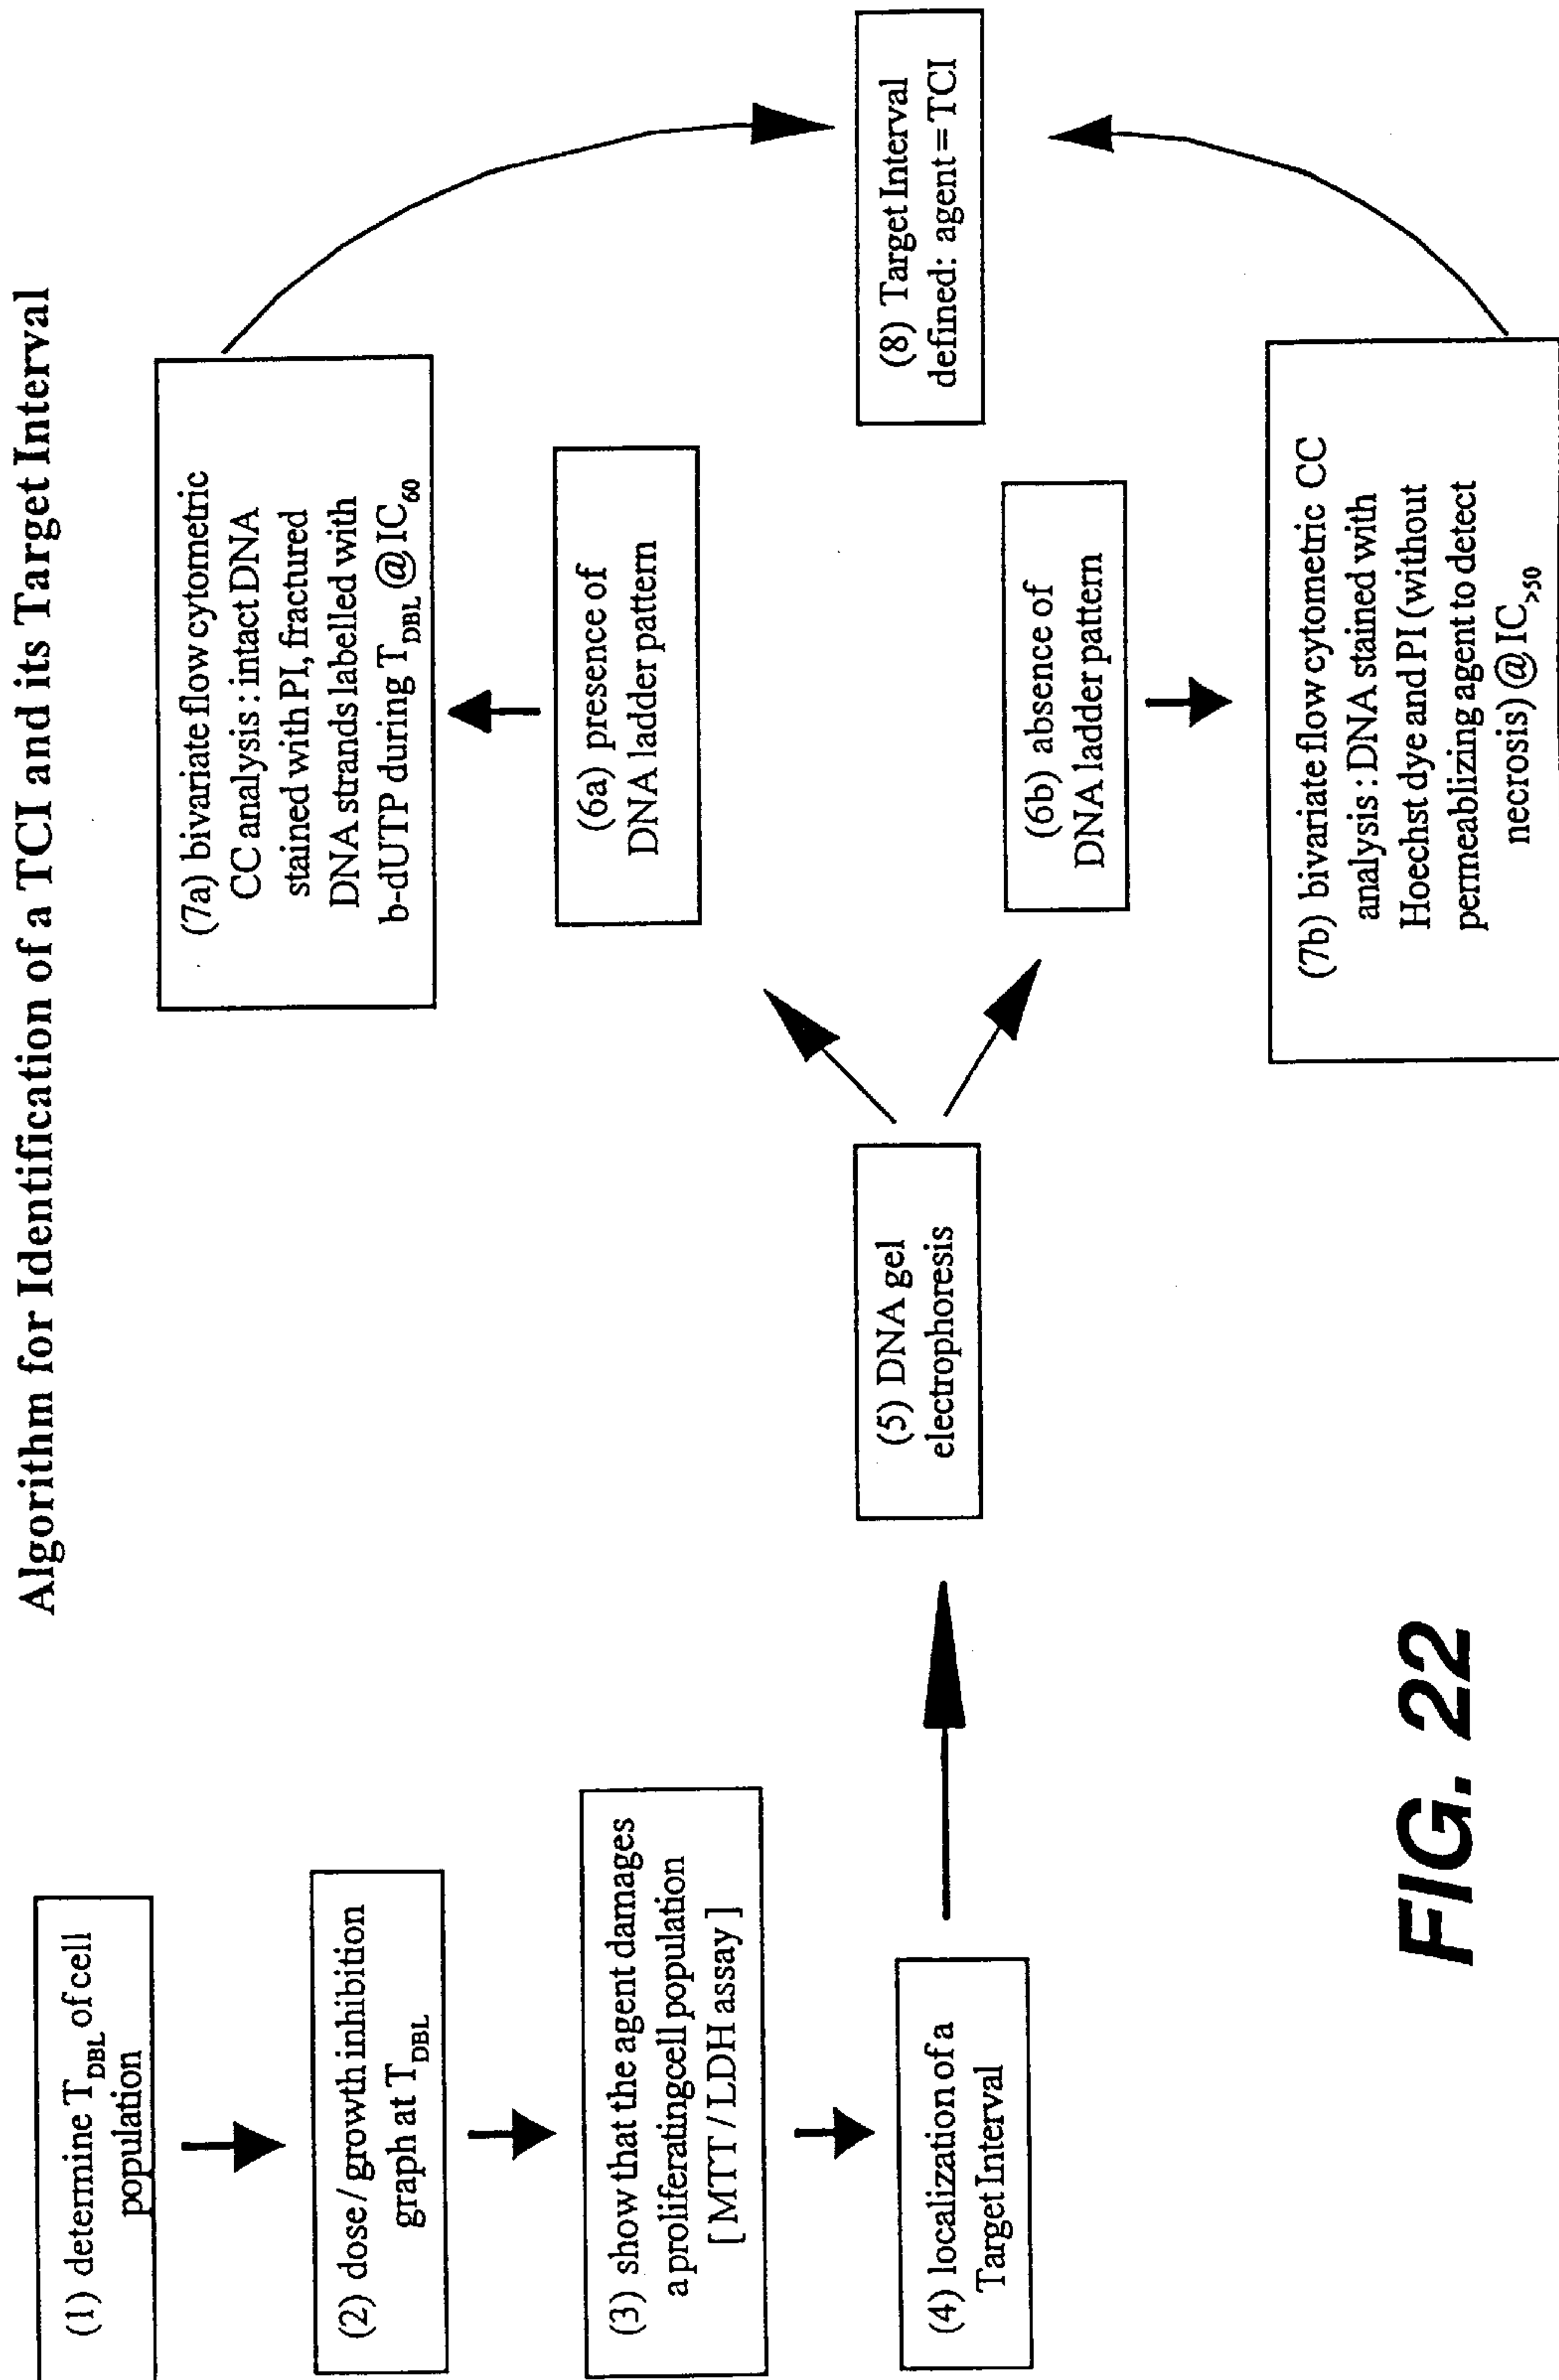 Algorithm for Identification of a TCI and its Target Interval
(1) determine T_DBL of cell
population
(2) dose / growth inhibition
graph at T_DBL
(3) show that the agent damages
a proliferatingcell population
[ MTT / LDH assay ]
(4) localization of a
Target Interval
(5) DNA gel
electrophoresis
(6a) presence of
DNA ladder pattern
(7a) bivariate flow cytometric
CC analysis : intact DNA
stained with PI, fractured
DNA strands labelled with
b-dUTP during T_DBL @ IC_60
(6b) absence of
DNA ladder pattern
(7b) bivariate flow cytometric CC
analysis : DNA stained with
Hoechst dye and PI (without
permeablizing agent to detect
necrosis) @ IC_>50
(8) Target Interval
defined: agent = TCI
FIG. 22